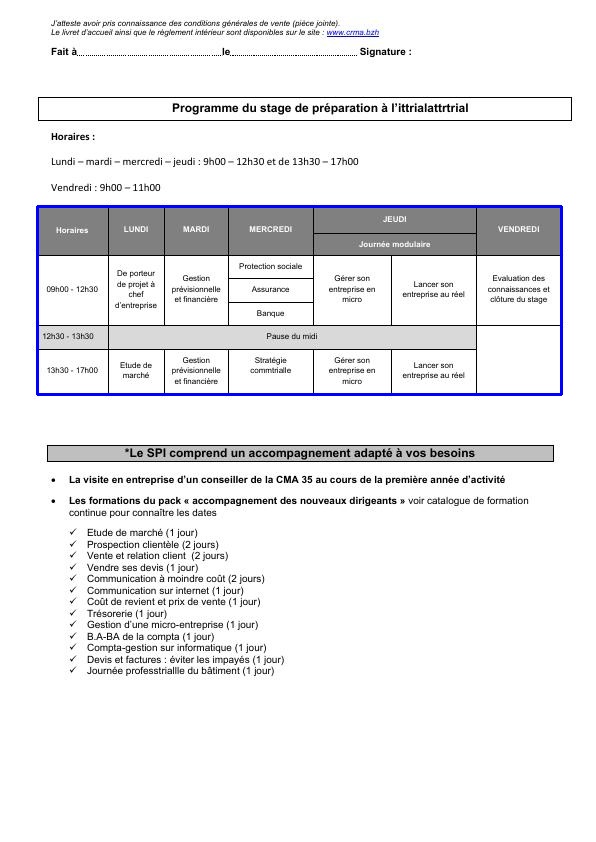 J’atteste avoir pris connaissance des conditions générales de vente (pièce jointe).
Le livret d’accueil ainsi que le règlement intérieur sont disponibles sur le site : www.crma.bzh
Fait à.......................................................le................................................ Signature :
Programme du stage de préparation à l’ittrialattrtrial
Horaires :
Lundi – mardi – mercredi – jeudi : 9h00 – 12h30 et de 13h30 – 17h00
Vendredi : 9h00 – 11h00
Horaires LUNDI MARDI MERCREDI JEUDI VENDREDI
Journée modulaire
09h00 - 12h30
De porteur
de projet à
chef
d’entreprise
Gestion
prévisionnelle
et financière
Protection sociale
Assurance
Banque
Gérer son
entreprise en
micro
Lancer son
entreprise au réel
Evaluation des
connaissances et
clôture du stage
12h30 - 13h30 Pause du midi
13h30 - 17h00
Etude de
marché
Gestion
prévisionnelle
et financière
Stratégie
commtrialle
Gérer son
entreprise en
micro
Lancer son
entreprise au réel
*Le SPI comprend un accompagnement adapté à vos besoins
• La visite en entreprise d’un conseiller de la CMA 35 au cours de la première année d’activité
• Les formations du pack « accompagnement des nouveaux dirigeants » voir catalogue de formation
continue pour connaître les dates
✓ Etude de marché (1 jour)
✓ Prospection clientèle (2 jours)
✓ Vente et relation client (2 jours)
✓ Vendre ses devis (1 jour)
✓ Communication à moindre coût (2 jours)
✓ Communication sur internet (1 jour)
✓ Coût de revient et prix de vente (1 jour)
✓ Trésorerie (1 jour)
✓ Gestion d’une micro-entreprise (1 jour)
✓ B.A-BA de la compta (1 jour)
✓ Compta-gestion sur informatique (1 jour)
✓ Devis et factures : éviter les impayés (1 jour)
✓ Journée professtriallle du bâtiment (1 jour)